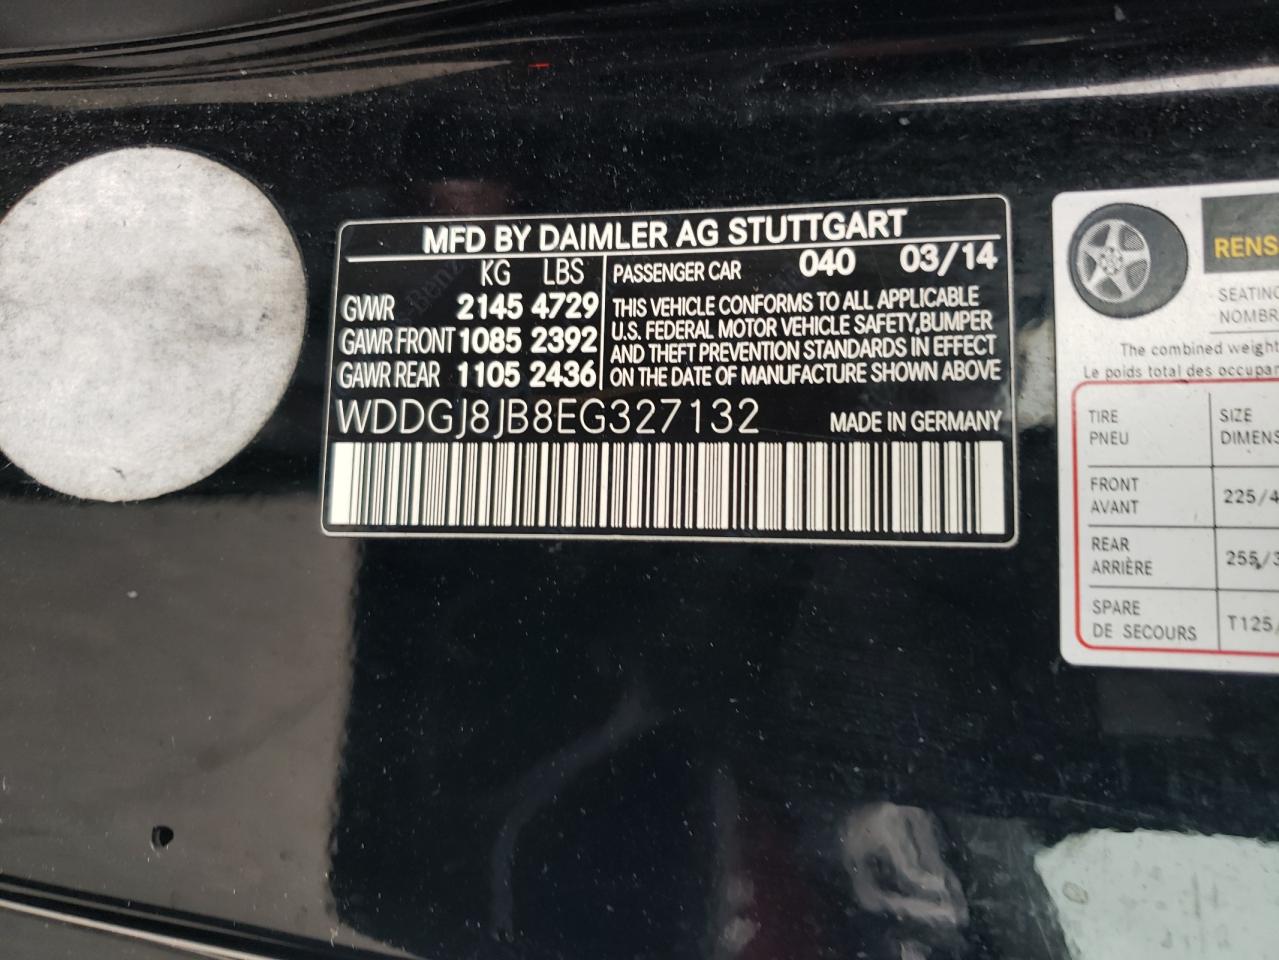 MFD BY DAIMLER AG STUTTGART
KG LBS
GVWR 2145 4729
GAWR FRONT 1085 2392
GAWR REAR 1105 2436
PASSENGER CAR 040 03/14
THIS VEHICLE CONFORMS TO ALL APPLICABLE
U.S. FEDERAL MOTOR VEHICLE SAFETY,BUMPER
AND THEFT PREVENTION STANDARDS IN EFFECT
ON THE DATE OF MANUFACTURE SHOWN ABOVE
WDDGJ8JB8EG327132 MADE IN GERMANY
RENS
SEATING
NOMBR
The combined weight
Le poids total des occupan
TIRE SIZE
PNEU DIMENS
FRONT
AVANT 225/4
REAR
ARRIÈRE 255/3
SPARE
DE SECOURS T125/